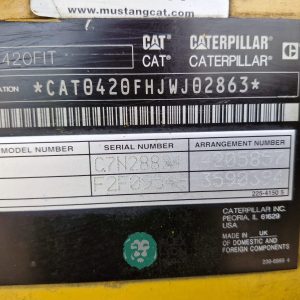 www.mustangcat.com
420FIT
CAT® CATERPILLAR®
CAT® CATERPILLAR®
*CAT0420FHJWJ02863*
MODEL NUMBER SERIAL NUMBER ARRANGEMENT NUMBER
CATERPILLAR INC.
PEORIA, IL 61629
USA
MADE IN UK
OF DOMESTIC AND
FOREIGN COMPONENTS